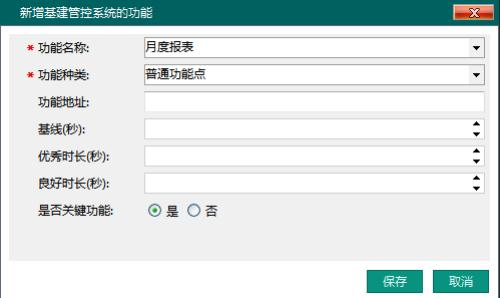 新增基建管控系统的功能
* 功能名称: 月度报表
* 功能种类: 普通功能点
功能地址:
基线(秒):
优秀时长(秒):
良好时长(秒):
是否关键功能: 是 否
保存 取消